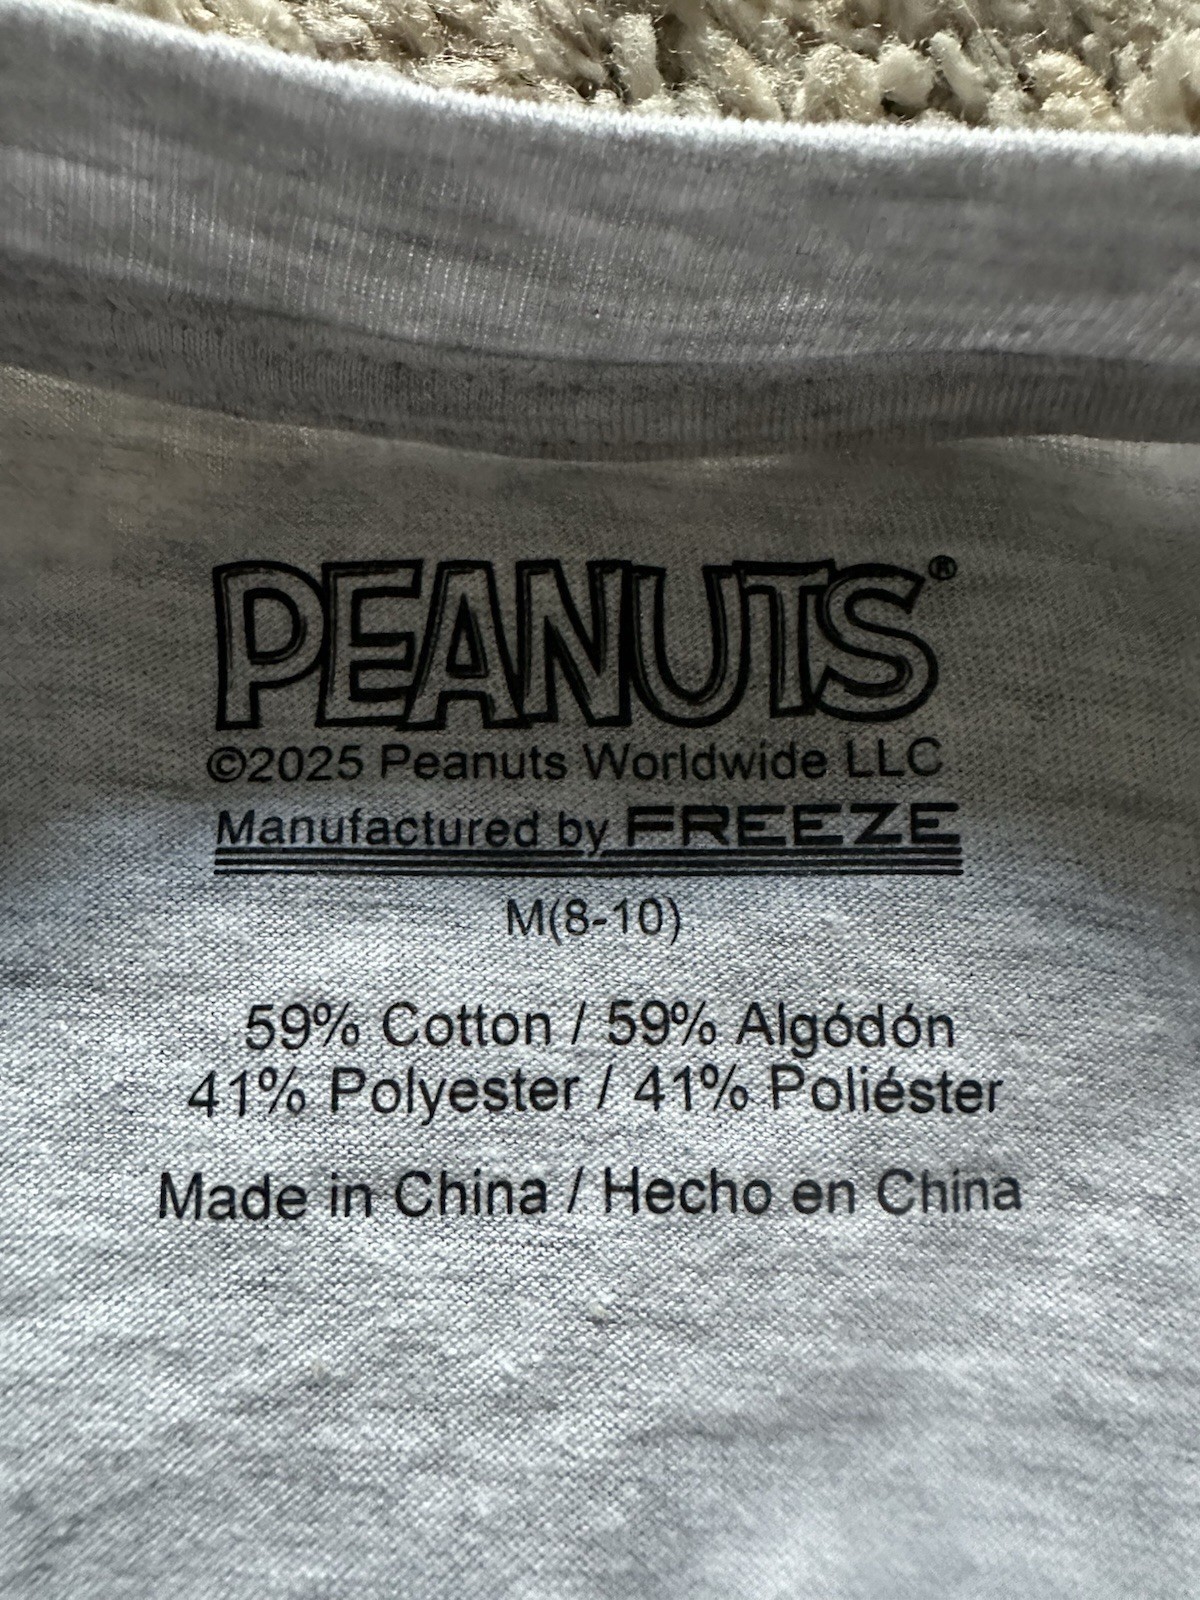 PEANUTS®
©2025 Peanuts Worldwide LLC
Manufactured by FREEZE
M(8-10)
59% Cotton / 59% Algódón
41% Polyester / 41% Poliéster
Made in China / Hecho en China